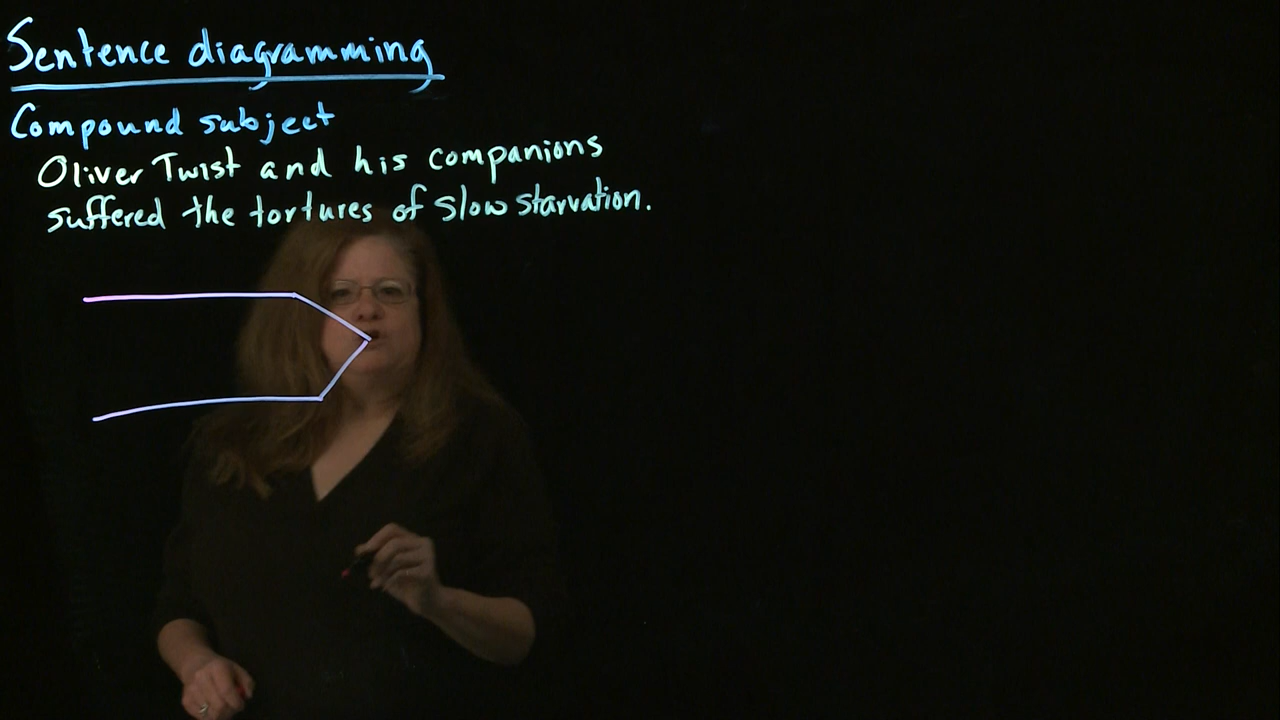 Sentence diagramming
Compound subject
Oliver Twist and his companions
suffered the tortures of slow starvation.